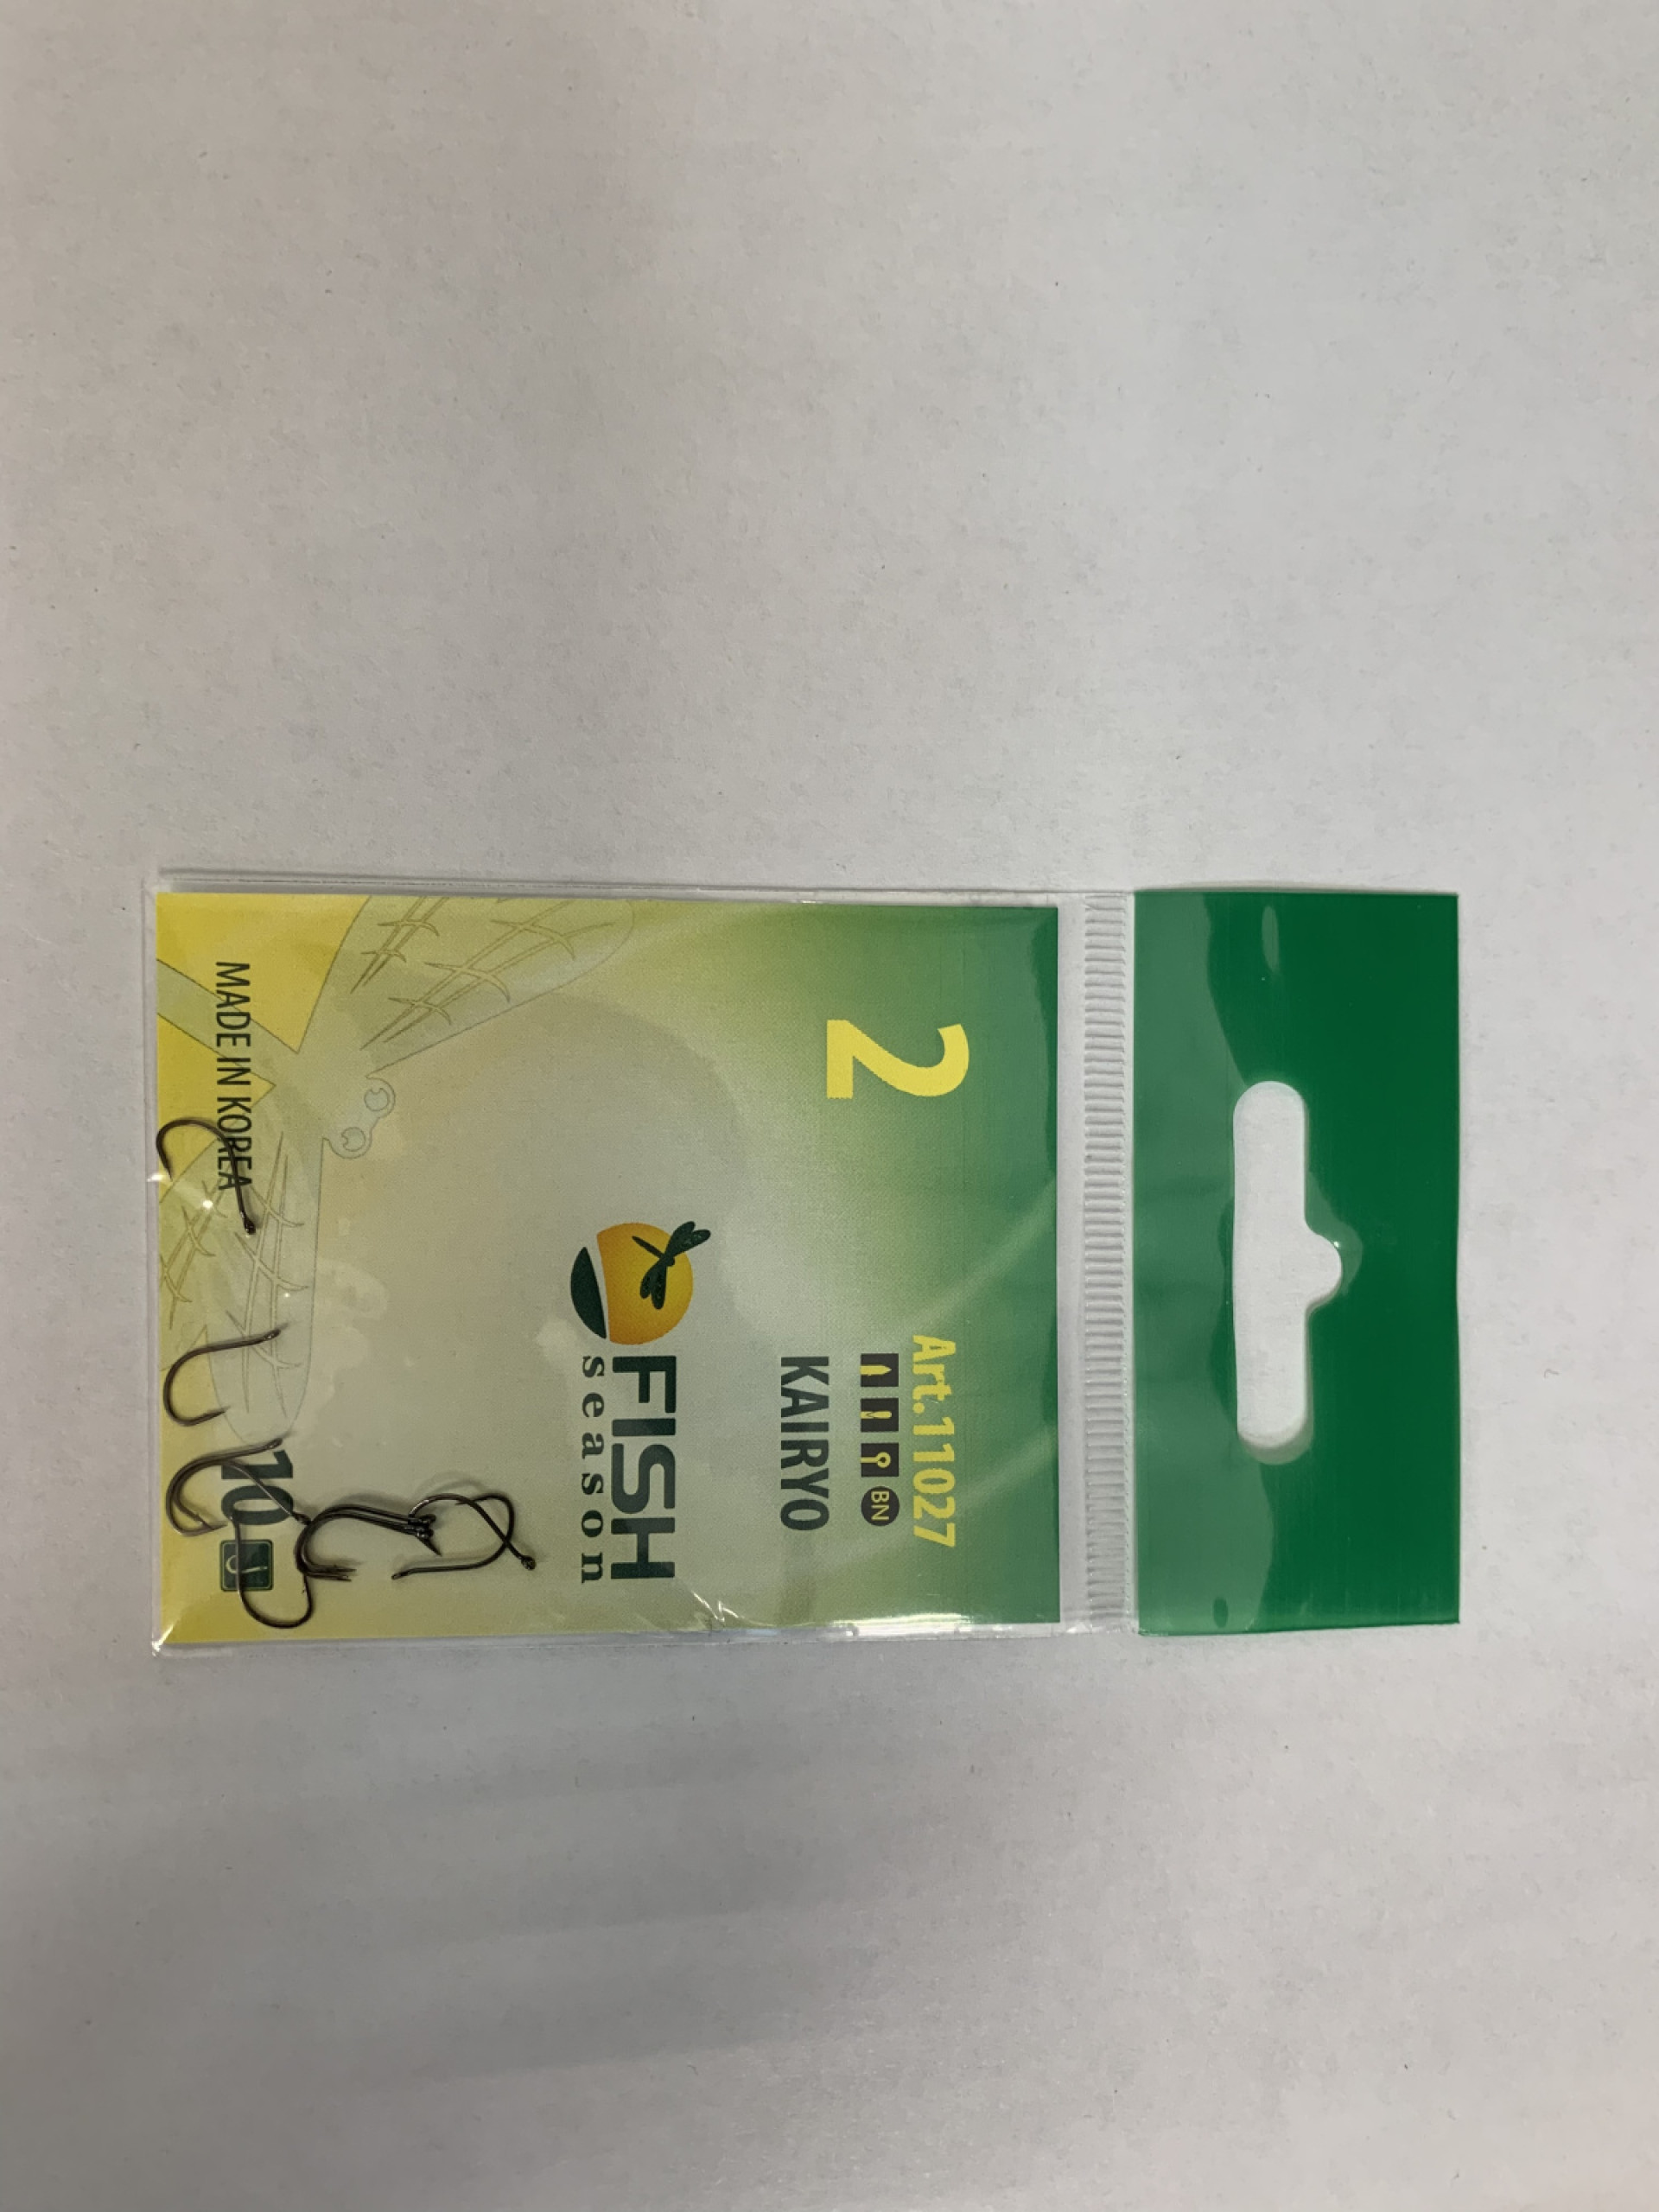 2
Art.11027
BN
KAIRYO
FISH
season
MADE IN KOREA
10